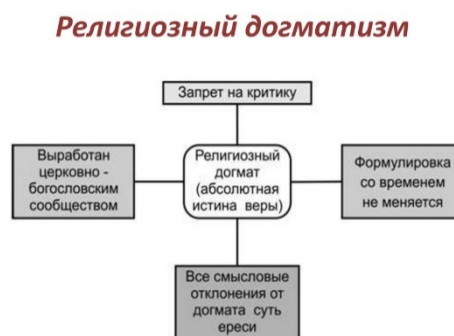 Религиозный догматизм
Запрет на критику
Выработан
церковно -
богословским
сообществом
Религиозный
догмат
(абсолютная
истина веры)
Формулировка
со временем
не меняется
Все смысловые
отклонения от
догмата суть
ереси